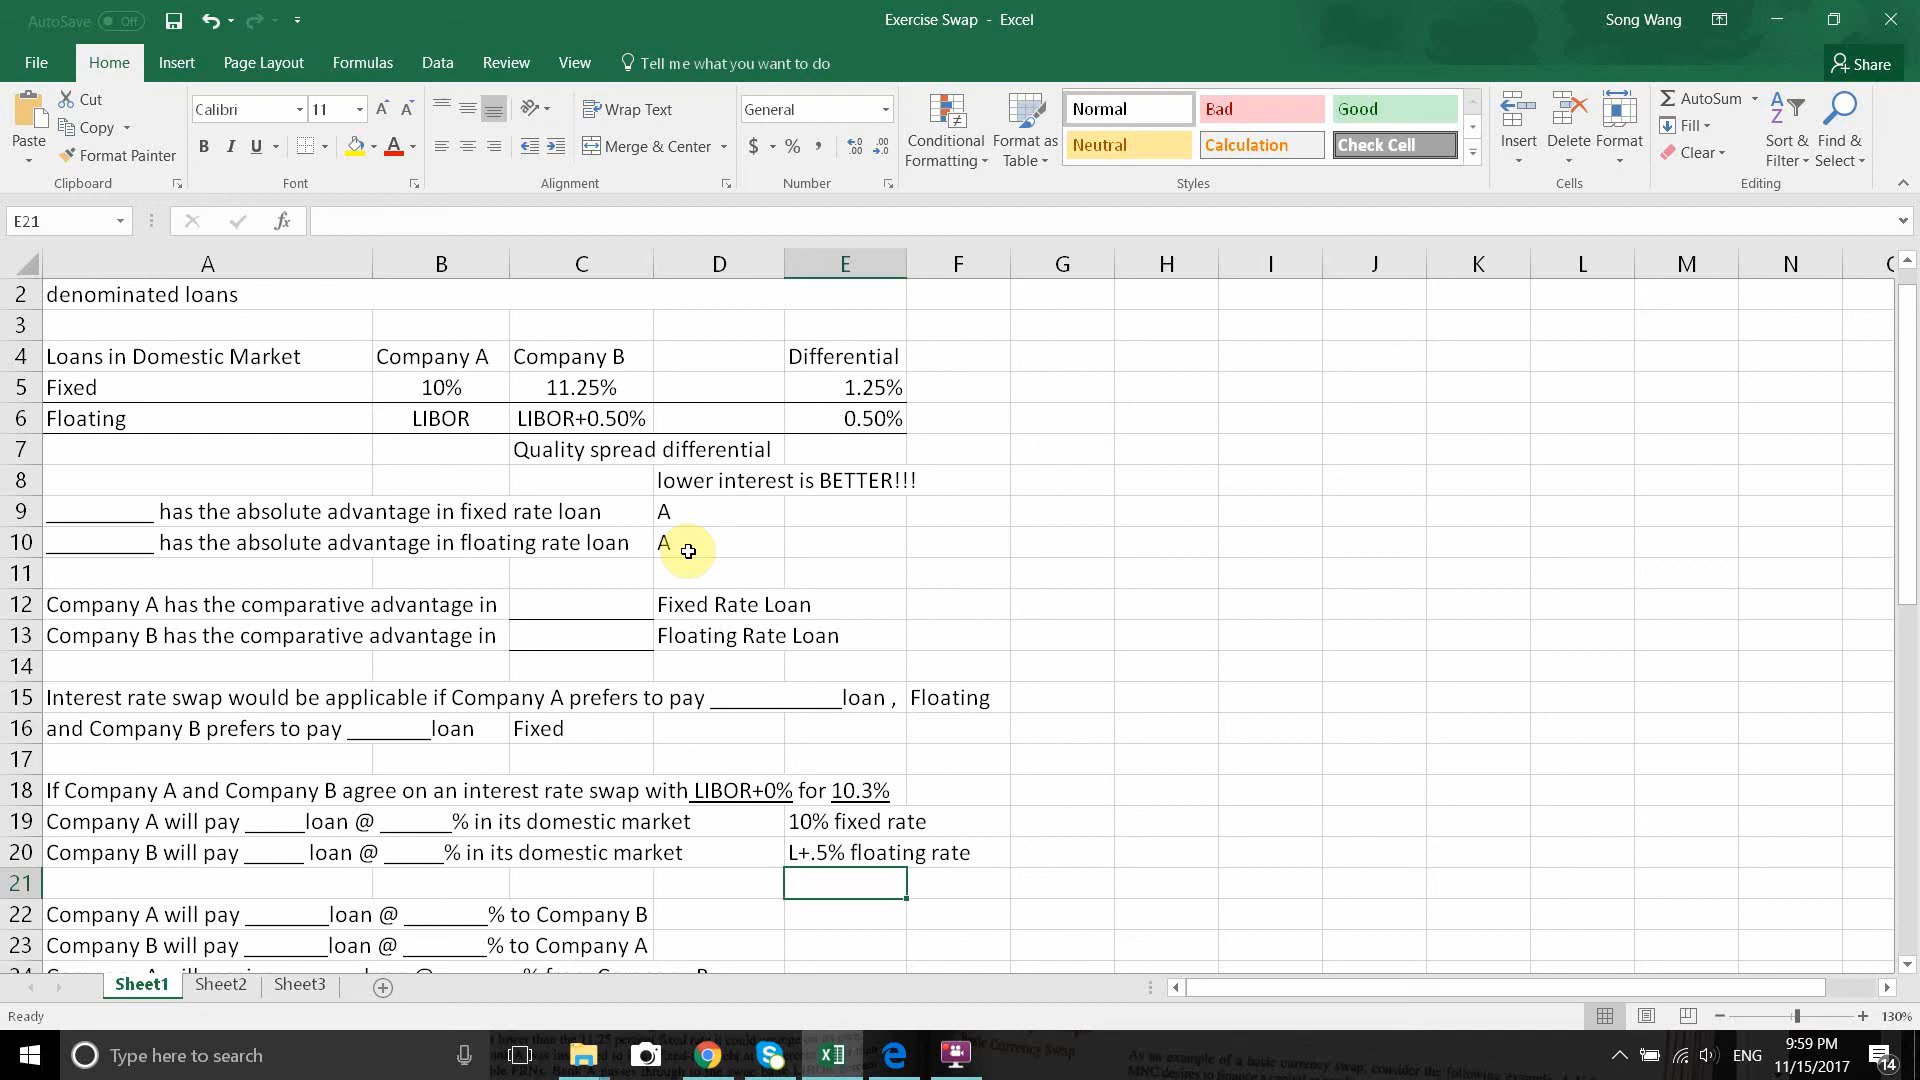 AutoSave Off
Exercise Swap - Excel
Song Wang
File Home Insert Page Layout Formulas Data Review View Tell me what you want to do Share
Paste
Cut
Copy
Format Painter
Clipboard
Calibri 11
B I U
Font
Wrap Text
Merge & Center
Alignment
General
$ % ,
Number
Conditional Formatting
Format as Table
Normal Bad Good
Neutral Calculation Check Cell
Styles
Insert Delete Format
Cells
AutoSum
Fill
Clear
Sort & Filter
Find & Select
Editing
E21 fx
A B C D E F G H I J K L M N
2 denominated loans
3
4 Loans in Domestic Market Company A Company B Differential
5 Fixed 10% 11.25% 1.25%
6 Floating LIBOR LIBOR+0.50% 0.50%
7 Quality spread differential
8 lower interest is BETTER!!!
9 __________ has the absolute advantage in fixed rate loan A
10 __________ has the absolute advantage in floating rate loan A
11
12 Company A has the comparative advantage in Fixed Rate Loan
13 Company B has the comparative advantage in Floating Rate Loan
14
15 Interest rate swap would be applicable if Company A prefers to pay ____________loan , Floating
16 and Company B prefers to pay ________loan Fixed
17
18 If Company A and Company B agree on an interest rate swap with LIBOR+0% for 10.3%
19 Company A will pay _____loan @ ______% in its domestic market 10% fixed rate
20 Company B will pay _____ loan @ _____% in its domestic market L+.5% floating rate
21
22 Company A will pay _______loan @ _______% to Company B
23 Company B will pay _______loan @ _______% to Company A
Sheet1 Sheet2 Sheet3
Ready
130%
Type here to search
ENG
9:59 PM
11/15/2017
14